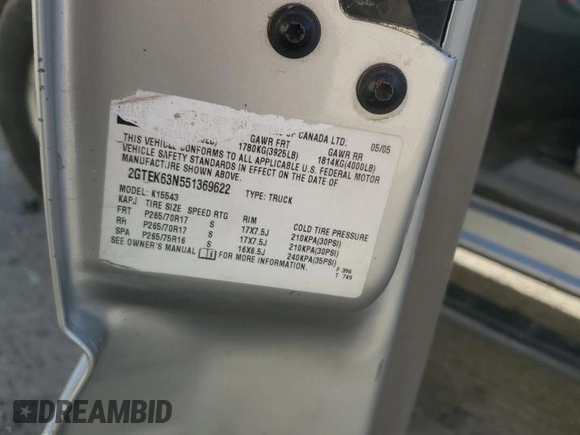 OF CANADA LTD. 05/05
GAWR FRT GAWR RR
1780KG(3925LB) 1814KG(4000LB)
THIS VEHICLE CONFORMS TO ALL APPLICABLE U.S. FEDERAL MOTOR
VEHICLE SAFETY STANDARDS IN EFFECT ON THE DATE OF
MANUFACTURE SHOWN ABOVE.
2GTEK63N551369622 TYPE: TRUCK
MODEL: K15543
KAPJ TIRE SIZE SPEED RTG RIM COLD TIRE PRESSURE
FRT P265/70R17 S 17X7.5J 210KPA(30PSI)
RR P265/70R17 S 17X7.5J 210KPA(30PSI)
SPA P265/75R16 S 16X6.5J 240KPA(35PSI)
SEE OWNER'S MANUAL FOR MORE INFORMATION.
F 396
T 749
DREAMBID